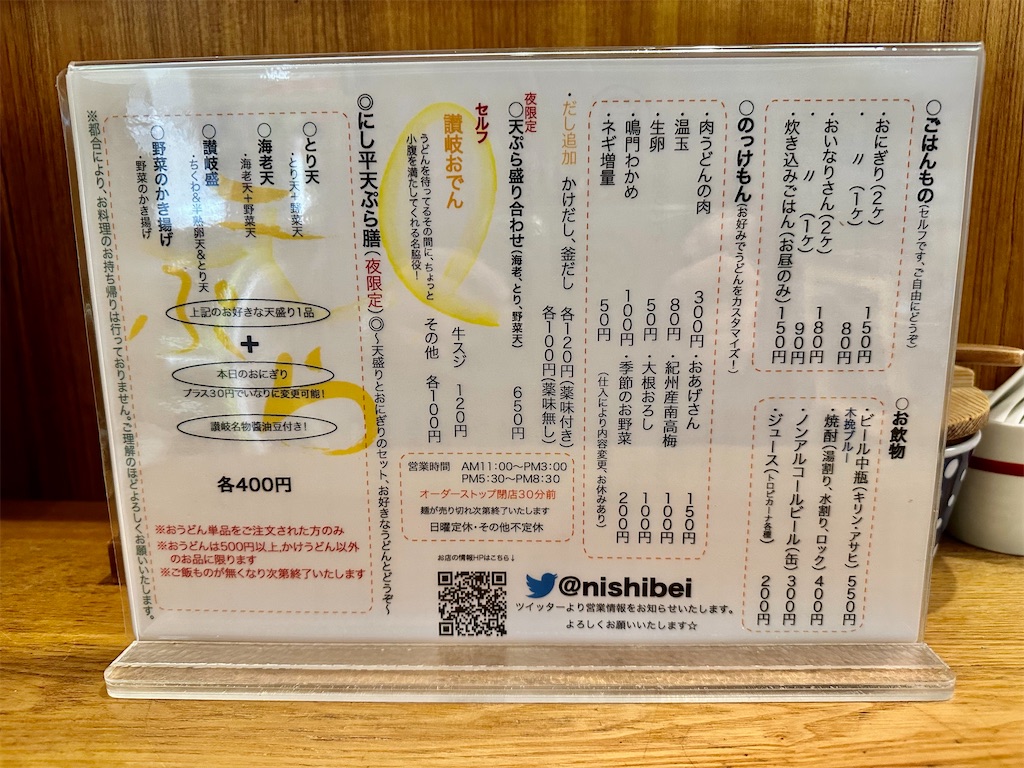 ◎ごはんもの(セルフです、ご自由にどうぞ)
・おにぎり(2ケ) 150円
・ 〃 (1ケ) 80円
・おいなりさん(2ケ) 180円
・ 〃 (1ケ) 90円
・炊き込みごはん(お昼のみ) 150円
◎お飲物
・ビール中瓶(キリン・アサヒ) 550円
木挽ブルー
・焼酎(湯割り、水割り、ロック) 400円
・ノンアルコールビール(缶) 300円
・ジュース(トロピカーナ各種) 200円
◎のっけもん(お好みでうどんをカスタマイズ!)
・肉うどんの肉 300円
・温玉 80円
・生卵 50円
・鳴門わかめ 100円
・ネギ増量 50円
・おあげさん 150円
・紀州産南高梅 100円
・大根おろし 100円
・季節のお野菜 200円
(仕入により内容変更、お休みあり)
・だし追加 かけだし、釜だし
各120円(薬味付き)
各100円(薬味無し)
夜限定
◎天ぷら盛り合わせ(海老、とり、野菜天) 650円
セルフ
讃岐おでん
うどんを待ってるその間に、ちょっと
小腹を満たしてくれる名脇役!
牛スジ 120円
その他 各100円
営業時間 AM11:00〜PM3:00
PM5:30〜PM8:30
オーダーストップ閉店30分前
麺が売り切れ次第終了いたします
日曜定休・その他不定休
お店の情報HPはこちら↓
@nishibei
ツイッターより営業情報をお知らせいたします。
よろしくお願いいたします☆
◎にし平天ぷら膳(夜限定)◎〜天盛りとおにぎりのセット、お好きなうどんとどうぞ〜
◎とり天
・とり天+野菜天
◎海老天
・海老天+野菜天
◎讃岐盛
・ちくわ&半熟卵天&とり天
◎野菜のかき揚げ
・野菜のかき揚げ
上記のお好きな天盛り1品
+
本日のおにぎり
プラス30円でいなりに変更可能!
讃岐名物醤油豆付き!
各400円
※おうどん単品をご注文された方のみ
※おうどんは500円以上,かけうどん以外
のお品に限ります
※ご飯ものが無くなり次第終了いたします
※都合により、お料理のお持ち帰りは行っておりません。ご理解のほどよろしくお願いいたします。